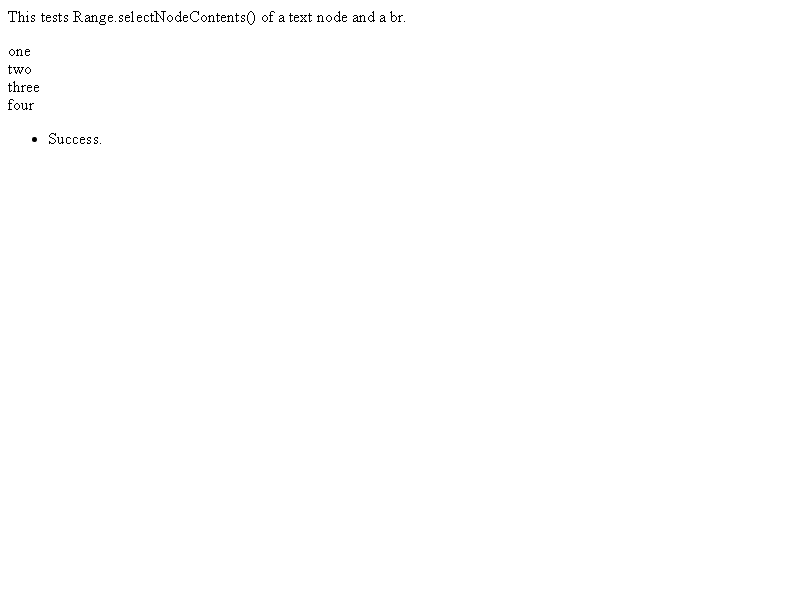 This tests Range.selectNodeContents() of a text node and a br.
one
two
three
four
• Success.